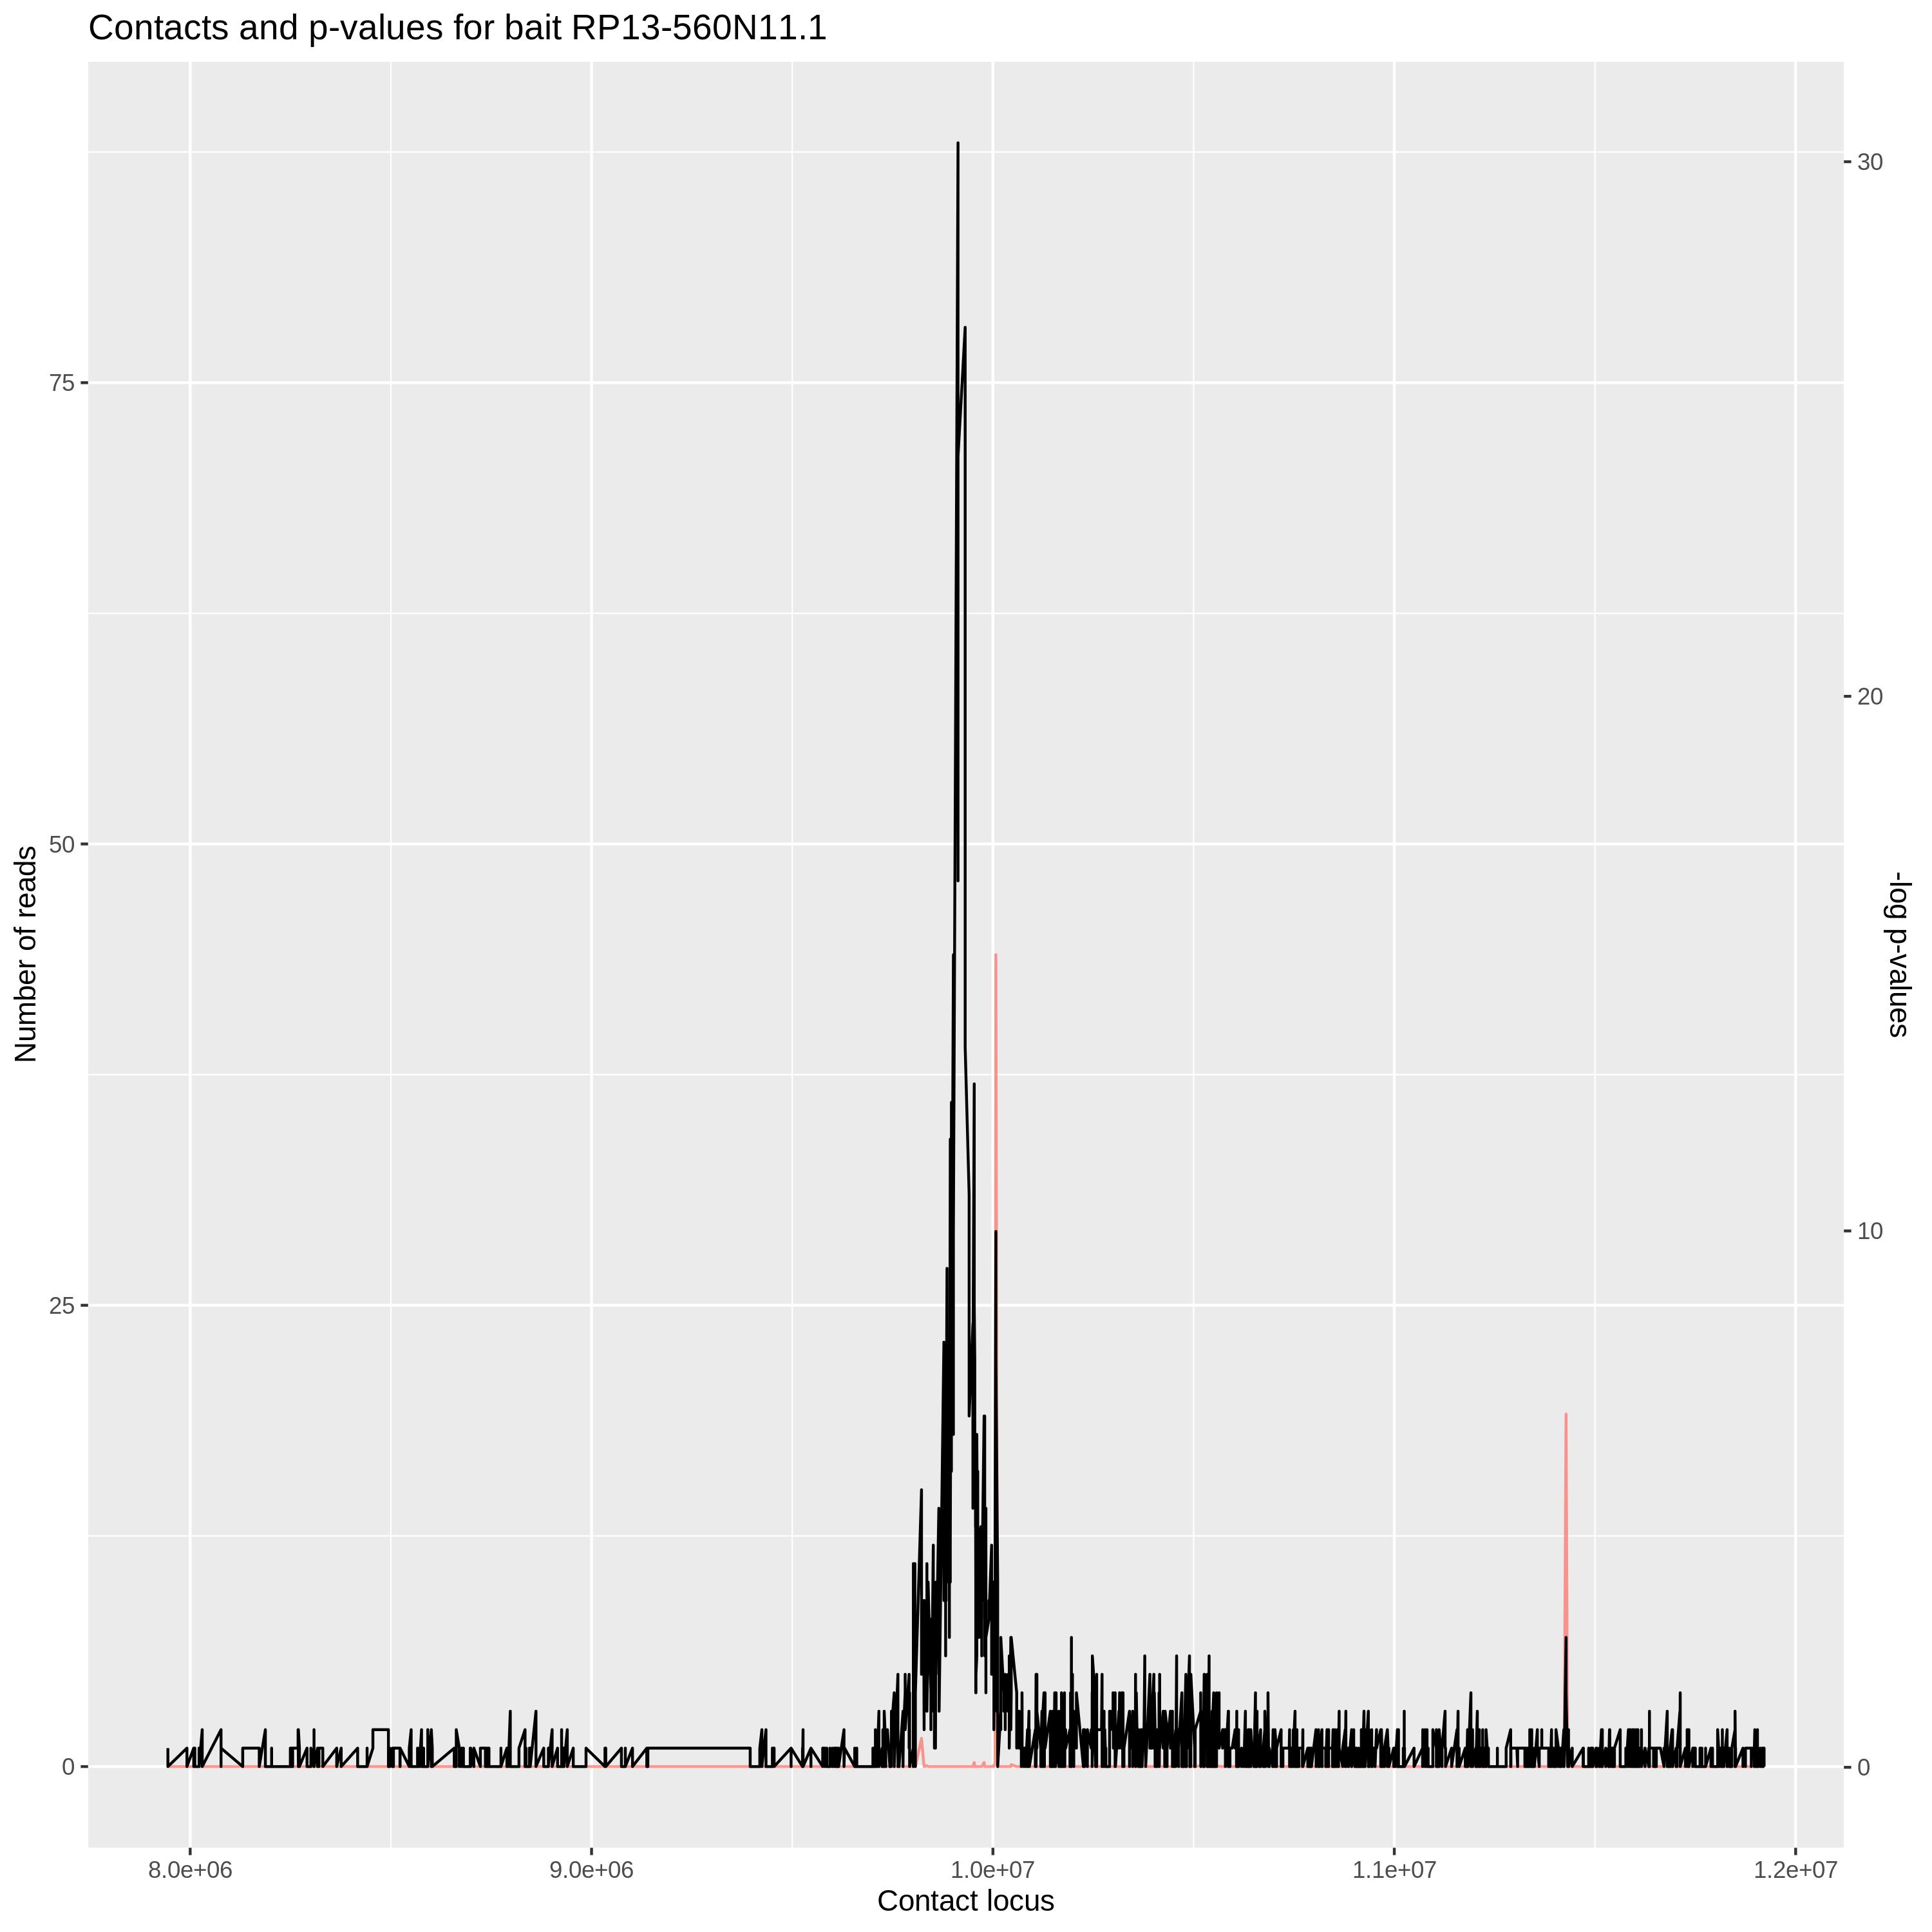 Contacts and p-values for bait RP13-560N11.1
75
50
25
0
30
20
10
0
Number of reads
-log p-values
8.0e+06
9.0e+06
1.0e+07
1.1e+07
1.2e+07
Contact locus